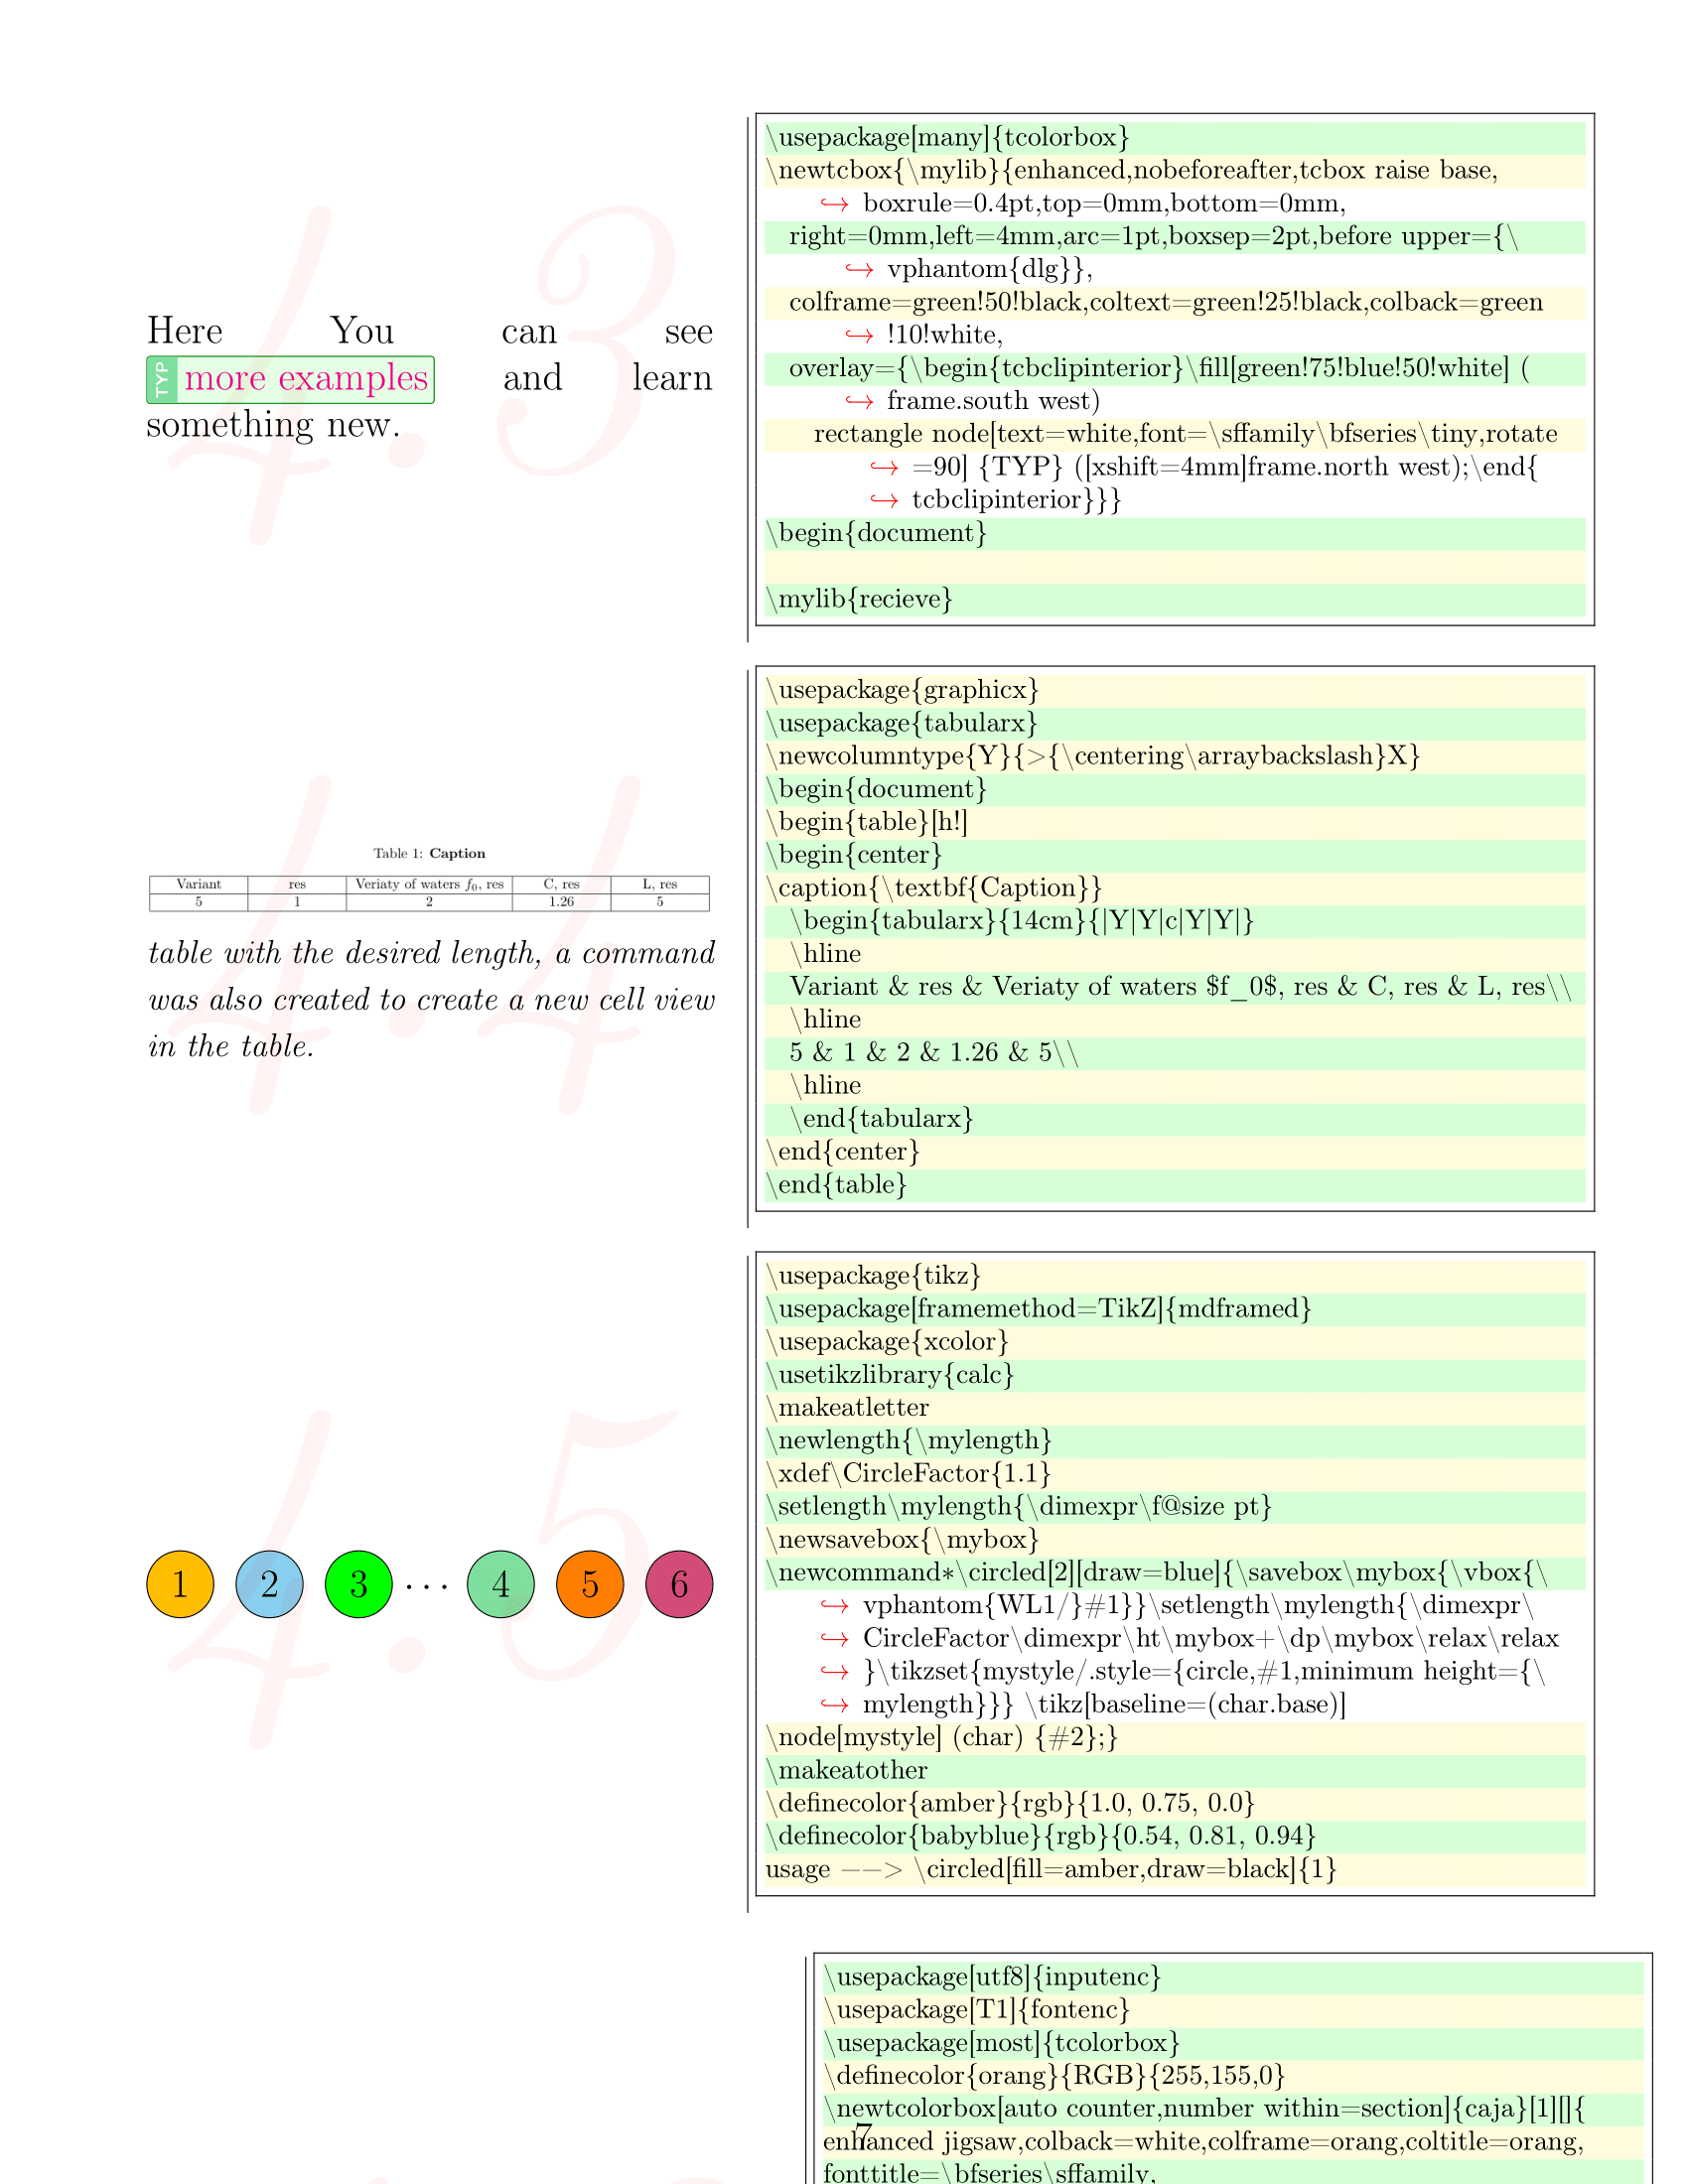 4.3
Here You can see
TYP more examples and learn
something new.
\usepackage[many]{tcolorbox}
\newtcbox{\mylib}{enhanced,nobeforeafter,tcbox raise base,
↪ boxrule=0.4pt,top=0mm,bottom=0mm,
right=0mm,left=4mm,arc=1pt,boxsep=2pt,before upper={\
↪ vphantom{dlg}},
colframe=green!50!black,coltext=green!25!black,colback=green
↪ !10!white,
overlay={\begin{tcbclipinterior}\fill[green!75!blue!50!white] (
↪ frame.south west)
rectangle node[text=white,font=\sffamily\bfseries\tiny,rotate
↪ =90] {TYP} ([xshift=4mm]frame.north west);\end{
↪ tcbclipinterior}}}
\begin{document}
\mylib{recieve}
4.4
Table 1: Caption
Variant res Veriaty of waters f_0, res C, res L, res
5 1 2 1.26 5
table with the desired length, a command
was also created to create a new cell view
in the table.
\usepackage{graphicx}
\usepackage{tabularx}
\newcolumntype{Y}{>{\centering\arraybackslash}X}
\begin{document}
\begin{table}[h!]
\begin{center}
\caption{\textbf{Caption}}
\begin{tabularx}{14cm}{|Y|Y|c|Y|Y|}
\hline
Variant & res & Veriaty of waters $f_0$, res & C, res & L, res\\
\hline
5 & 1 & 2 & 1.26 & 5\\
\hline
\end{tabularx}
\end{center}
\end{table}
4.5
1 2 3 ··· 4 5 6
\usepackage{tikz}
\usepackage[framemethod=TikZ]{mdframed}
\usepackage{xcolor}
\usetikzlibrary{calc}
\makeatletter
\newlength{\mylength}
\xdef\CircleFactor{1.1}
\setlength\mylength{\dimexpr\f@size pt}
\newsavebox{\mybox}
\newcommand*\circled[2][draw=blue]{\savebox\mybox{\vbox{\
↪ vphantom{WL1/}#1}}\setlength\mylength{\dimexpr\
↪ CircleFactor\dimexpr\ht\mybox+\dp\mybox\relax\relax
↪ }\tikzset{mystyle/.style={circle,#1,minimum height={\
↪ mylength}}} \tikz[baseline=(char.base)]
\node[mystyle] (char) {#2};}
\makeatother
\definecolor{amber}{rgb}{1.0, 0.75, 0.0}
\definecolor{babyblue}{rgb}{0.54, 0.81, 0.94}
usage −−> \circled[fill=amber,draw=black]{1}
\usepackage[utf8]{inputenc}
\usepackage[T1]{fontenc}
\usepackage[most]{tcolorbox}
\definecolor{orang}{RGB}{255,155,0}
\newtcolorbox[auto counter,number within=section]{caja}[1][]{
enhanced jigsaw,colback=white,colframe=orang,coltitle=orang,
fonttitle=\bfseries\sffamily,
7